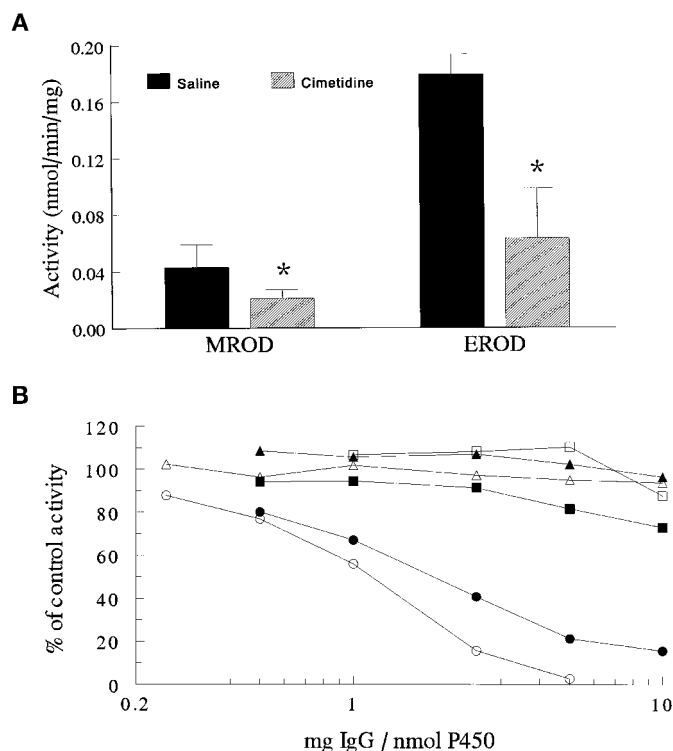 A
Activity (nmol/min/mg)
0.20
0.16
0.12
0.08
0.04
0.00
Saline
Cimetidine
*
*
MROD
EROD
B
% of control activity
120
100
80
60
40
20
0
0.2
1
10
mg IgG / nmol P450